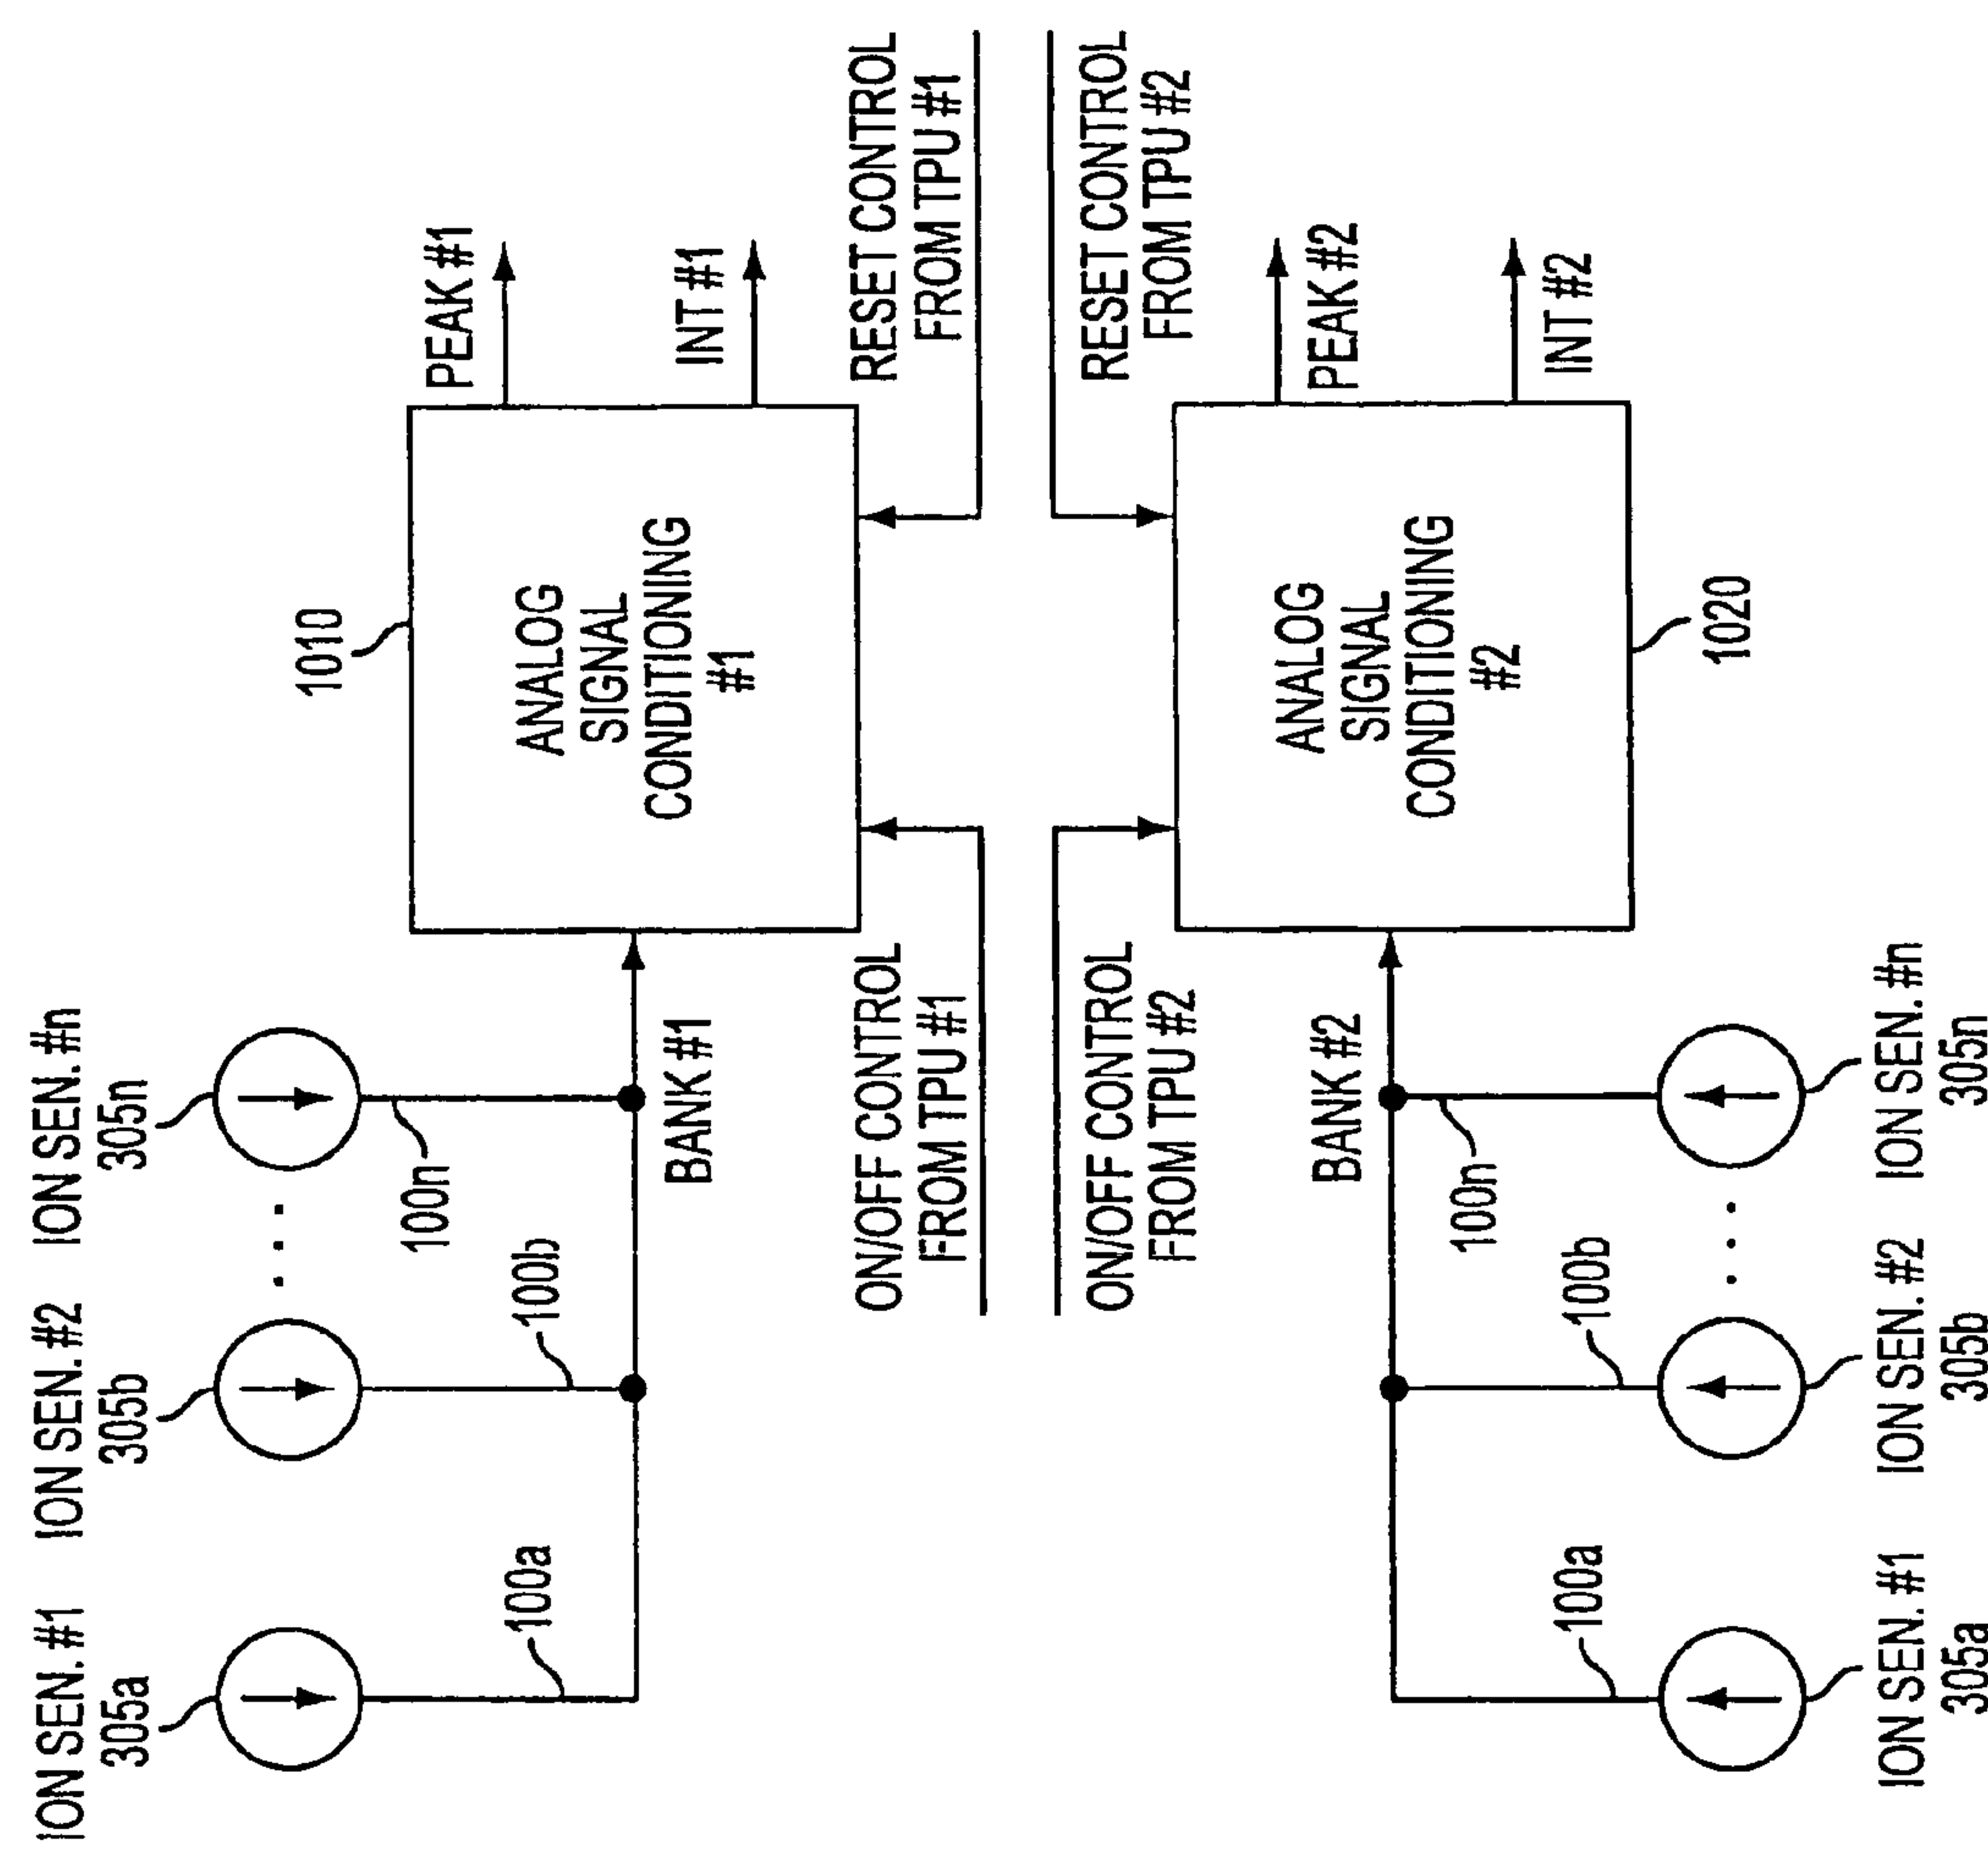 ION SEN. #1
305a
ION SEN. #2
305b
ION SEN. #n
305n
100a
100b
100n
BANK #1
1010
ANALOG
SIGNAL
CONDITIONING
#1
PEAK #1
INT #1
ON/OFF CONTROL
FROM TPU #1
RESET CONTROL
FROM TPU #1
ON/OFF CONTROL
FROM TPU #2
RESET CONTROL
FROM TPU #2
BANK #2
100a
100b
100n
ANALOG
SIGNAL
CONDITIONING
#2
1020
PEAK #2
INT #2
ION SEN. #1
305a
ION SEN. #2
305b
ION SEN. #n
305n